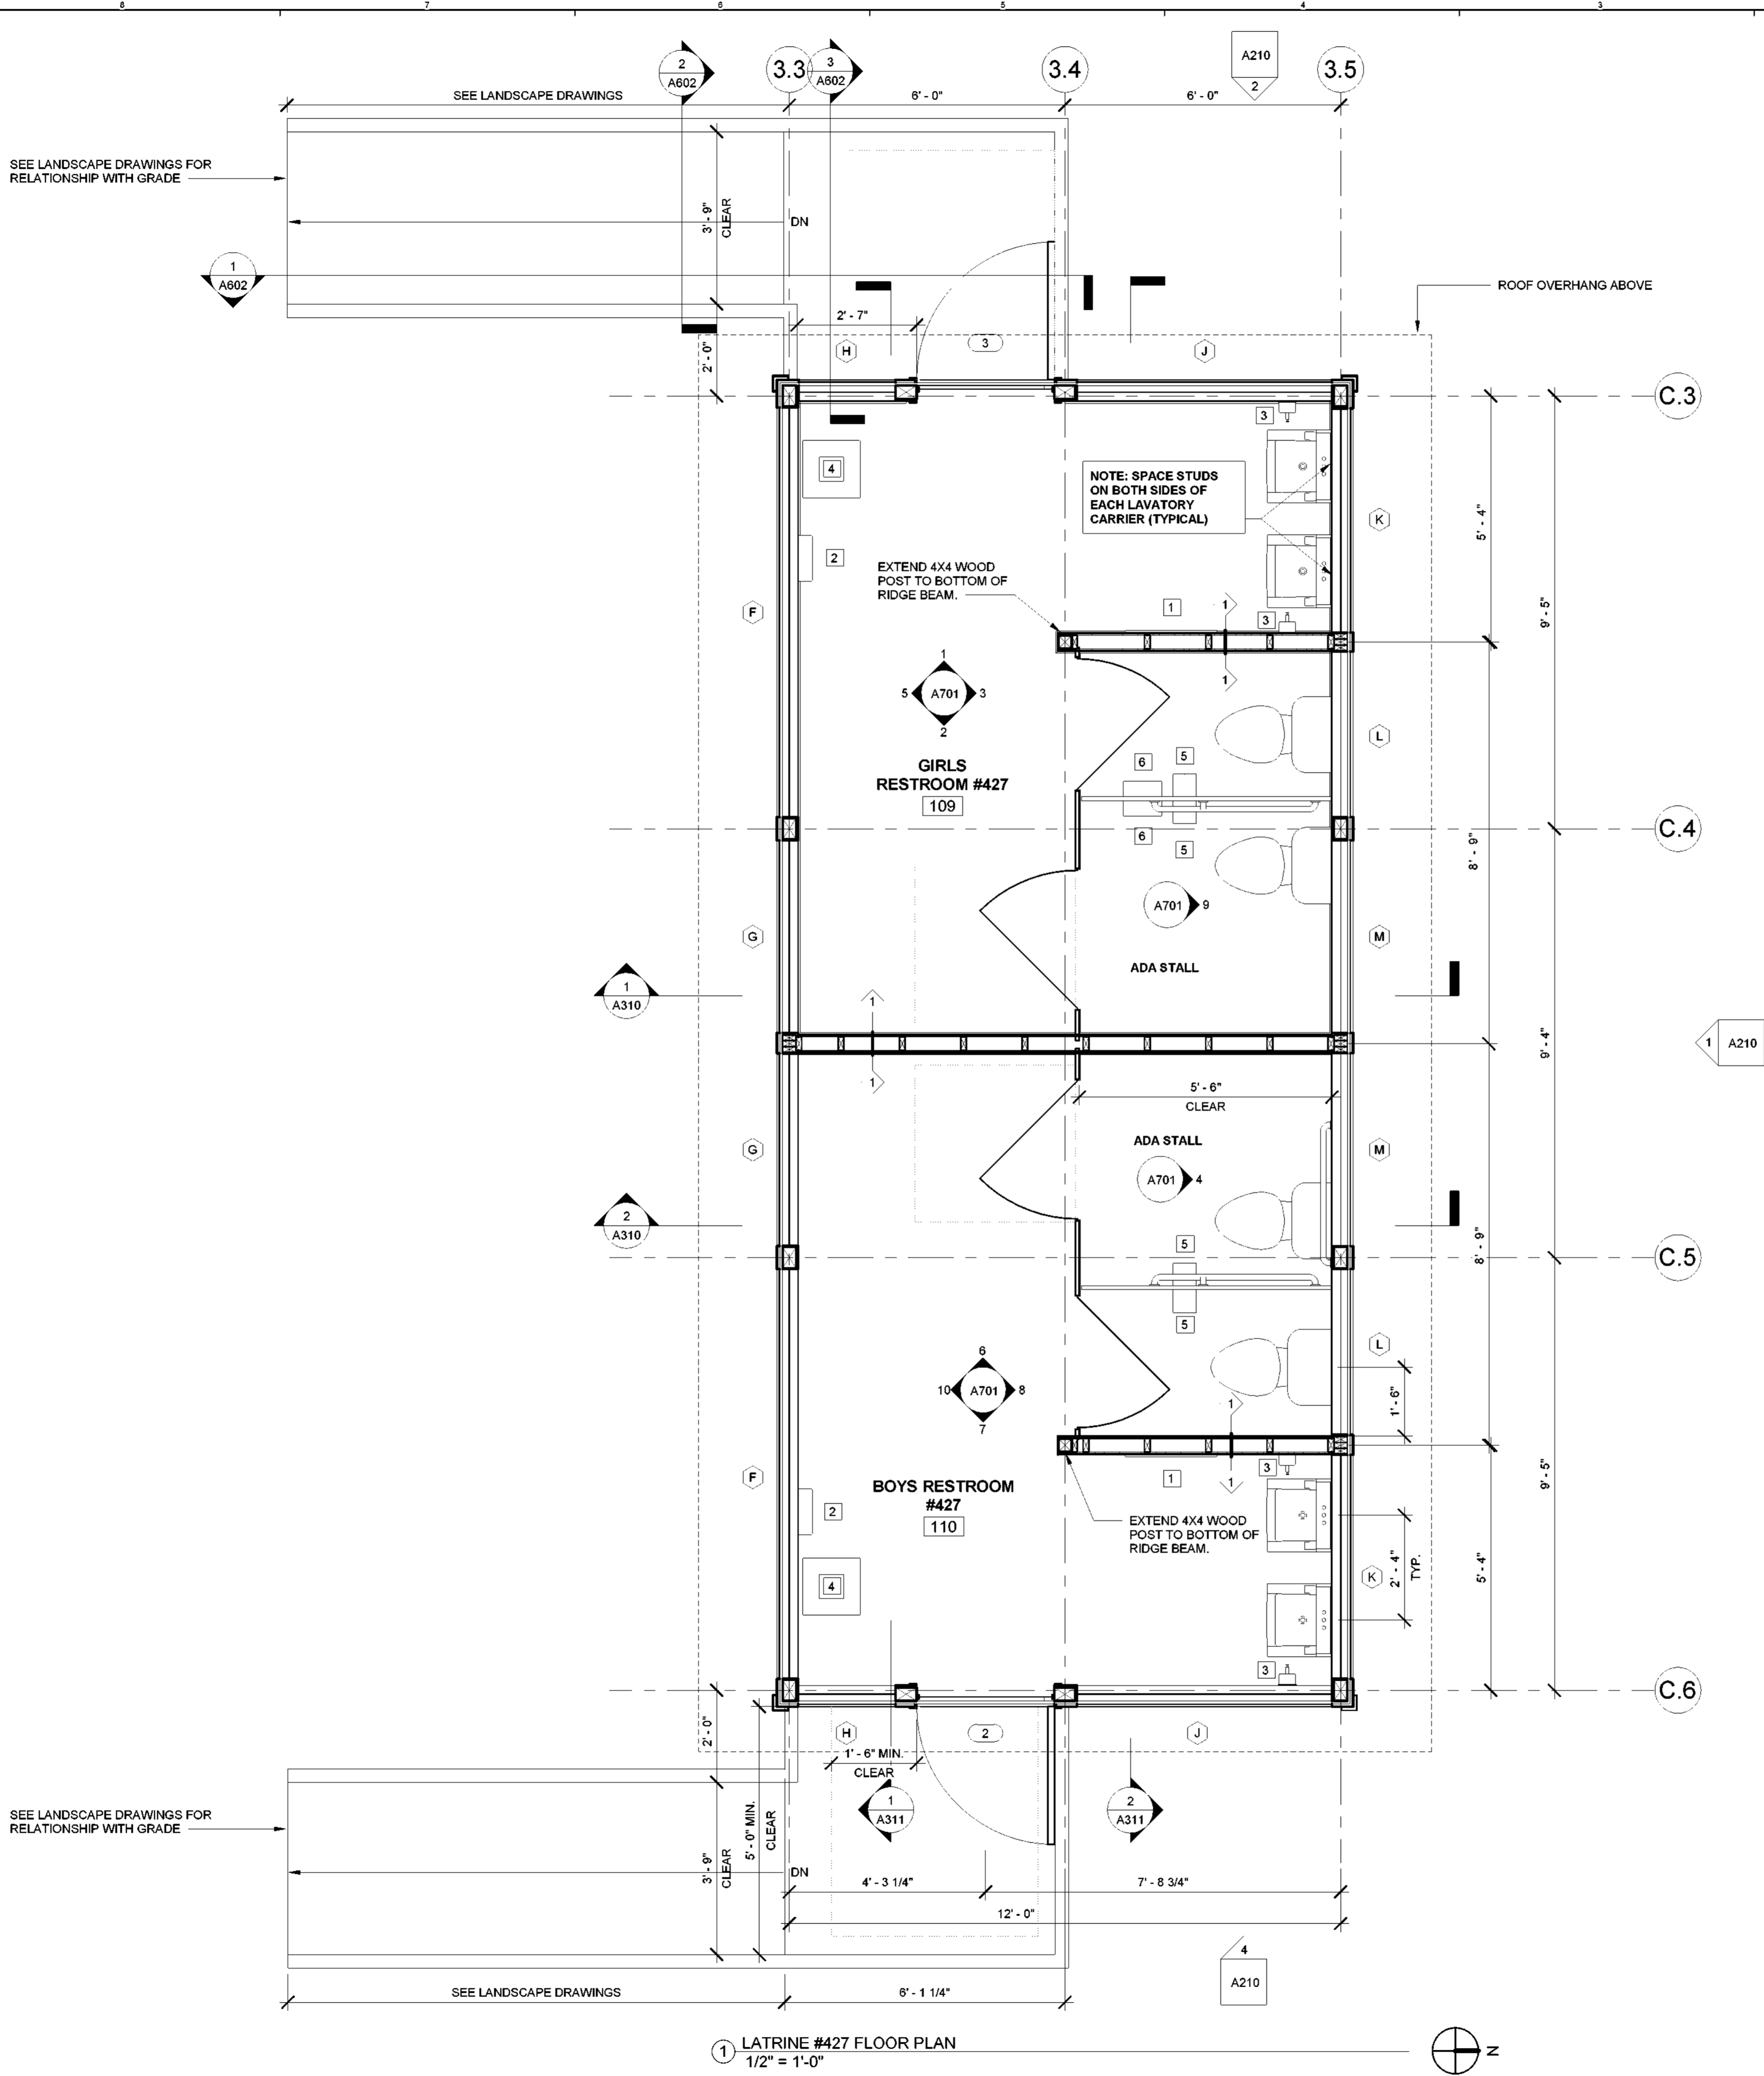 8 7 6 5 4 3
2
A602
3.3
3
A602
3.4
A210
2
3.5
SEE LANDSCAPE DRAWINGS
6' - 0"
6' - 0"
SEE LANDSCAPE DRAWINGS FOR
RELATIONSHIP WITH GRADE
3' - 9"
CLEAR
DN
1
A602
ROOF OVERHANG ABOVE
2' - 7"
2' - 0"
H
3
J
C.3
3
4
NOTE: SPACE STUDS
ON BOTH SIDES OF
EACH LAVATORY
CARRIER (TYPICAL)
K
5' - 4"
2
EXTEND 4X4 WOOD
POST TO BOTTOM OF
RIDGE BEAM.
F
1
1
3
9' - 5"
1
1
5
A701
3
2
L
GIRLS
RESTROOM #427
109
6
5
6
5
C.4
8' - 9"
A701
9
G
M
ADA STALL
1
A310
1
1
9' - 4"
1
A210
5' - 6"
CLEAR
ADA STALL
G
M
A701
4
2
A310
5
8' - 9"
C.5
5
L
6
10
A701
8
7
1' - 6"
1
1
F
BOYS RESTROOM
#427
110
1
3
2
9' - 5"
EXTEND 4X4 WOOD
POST TO BOTTOM OF
RIDGE BEAM.
4
K
2' - 4"
TYP.
5' - 4"
3
C.6
2' - 0"
H
2
J
1' - 6" MIN.
CLEAR
1
A311
2
A311
SEE LANDSCAPE DRAWINGS FOR
RELATIONSHIP WITH GRADE
5' - 0" MIN.
CLEAR
3' - 9"
CLEAR
DN
4' - 3 1/4"
7' - 8 3/4"
12' - 0"
4
A210
SEE LANDSCAPE DRAWINGS
6' - 1 1/4"
1
LATRINE #427 FLOOR PLAN
1/2" = 1'-0"
N